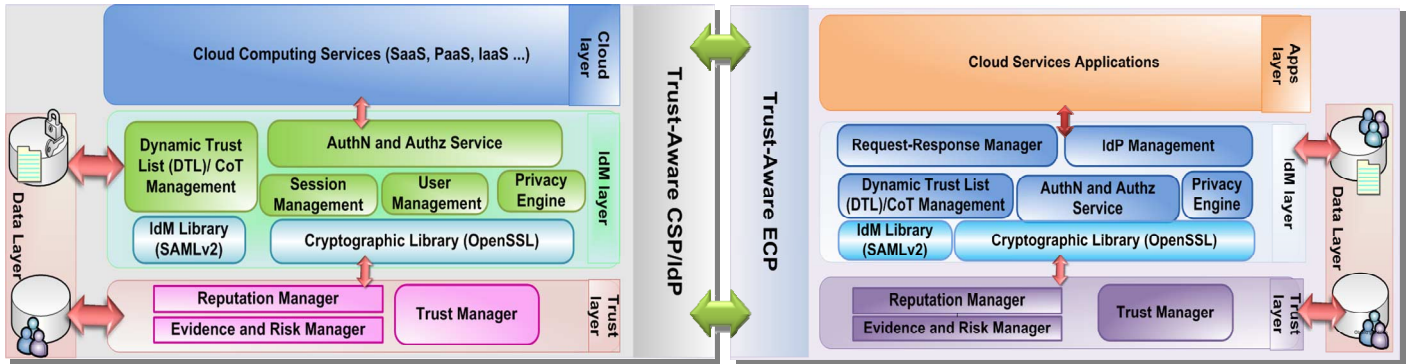 Cloud Computing Services (SaaS, PaaS, IaaS ...)
Cloud
layer
Dynamic Trust
List (DTL)/ CoT
Management
AuthN and Authz Service
Session
Management
User
Management
Privacy
Engine
IdM Library
(SAMLv2)
Cryptographic Library (OpenSSL)
IdM layer
Data Layer
Reputation Manager
Evidence and Risk Manager
Trust Manager
Trust
layer
Trust-Aware CSP/IdP
Trust-Aware ECP
Cloud Services Applications
Apps
layer
Request-Response Manager
IdP Management
Dynamic Trust List
(DTL)/CoT Management
AuthN and Authz
Service
Privacy
Engine
IdM Library
(SAMLv2)
Cryptographic Library (OpenSSL)
IdM layer
Data Layer
Reputation Manager
Evidence and Risk Manager
Trust Manager
Trust
layer